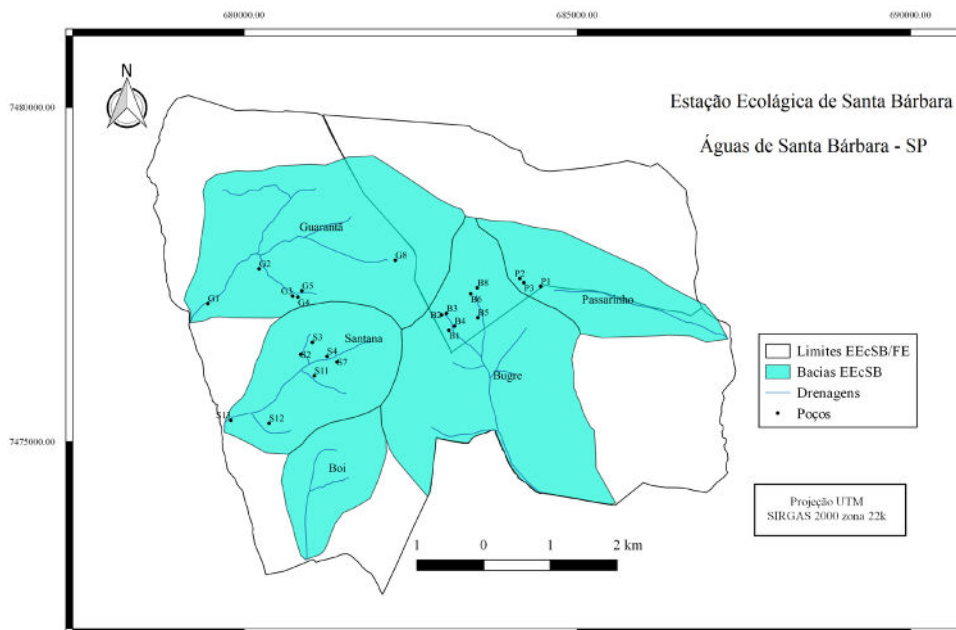 680000.00
685000.00
690000.00
7480000.00
7475000.00
N
Estação Ecológica de Santa Bárbara
Águas de Santa Bárbara - SP
Guarantã
G8
G2
G5
G3
G4
G1
B8
B6
B3
B2
B4
B5
B1
P2
P3
P1
Passarinho
Bugre
Santana
S3
S2
S4
S7
S11
S13
S12
Boi
Limites EEcSB/FE
Bacias EEcSB
Drenagens
Poços
Projeção UTM
SIRGAS 2000 zona 22k
1 0 1 2 km